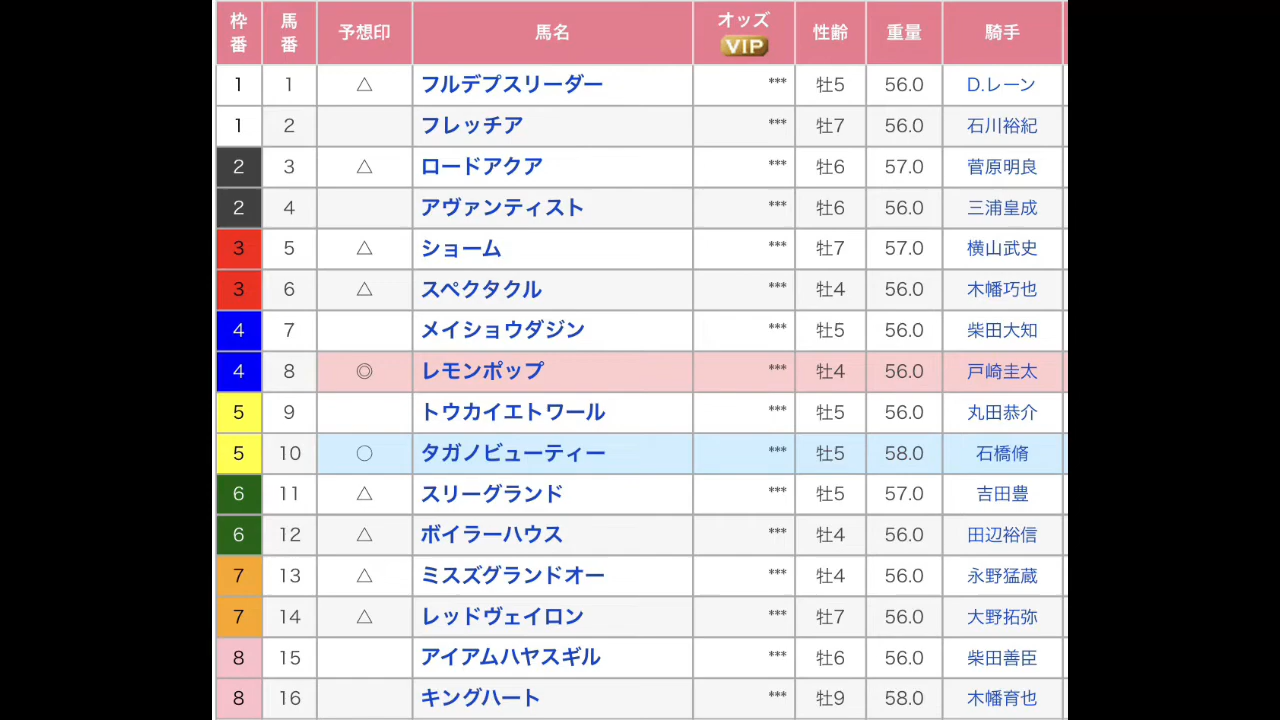 枠番 馬番 予想印 馬名 オッズ VIP 性齢 重量 騎手
1 1 △ フルデプスリーダー *** 牡5 56.0 D.レーン
1 2 フレッチア *** 牡7 56.0 石川裕紀
2 3 △ ロードアクア *** 牡6 57.0 菅原明良
2 4 アヴァンティスト *** 牡6 56.0 三浦皇成
3 5 △ ショーム *** 牡7 57.0 横山武史
3 6 △ スペクタクル *** 牡4 56.0 木幡巧也
4 7 メイショウダジン *** 牡5 56.0 柴田大知
4 8 ◎ レモンポップ *** 牡4 56.0 戸崎圭太
5 9 トウカイエトワール *** 牡5 56.0 丸田恭介
5 10 ○ タガノビューティー *** 牡5 58.0 石橋脩
6 11 △ スリーグランド *** 牡5 57.0 吉田豊
6 12 △ ボイラーハウス *** 牡4 56.0 田辺裕信
7 13 △ ミスズグランドオー *** 牡4 56.0 永野猛蔵
7 14 △ レッドヴェイロン *** 牡7 56.0 大野拓弥
8 15 アイアムハヤスギル *** 牡6 56.0 柴田善臣
8 16 キングハート *** 牡9 58.0 木幡育也